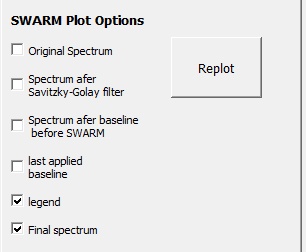 SWARM Plot Options
Original Spectrum
Replot
Spectrum afer
Savitzky-Golay filter
Spectrum afer baseline
before SWARM
last applied
baseline
legend
Final spectrum